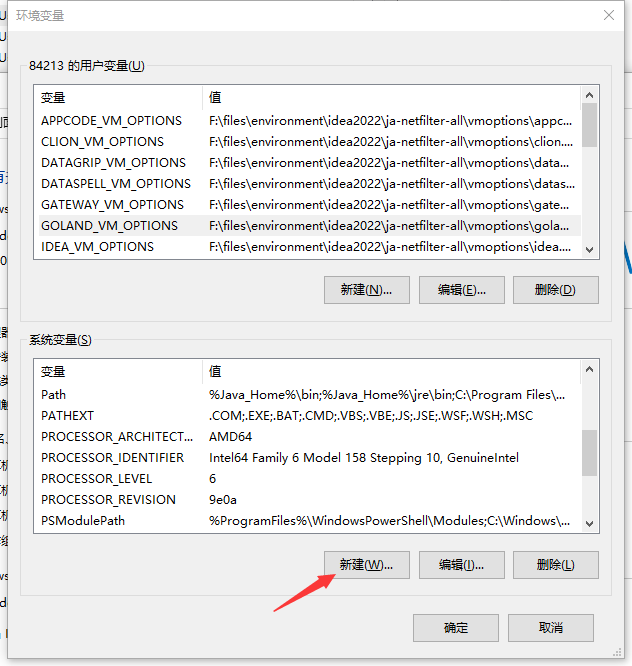 环境变量
84213 的用户变量(U)
变量 值
APPCODE_VM_OPTIONS F:\files\environment\idea2022\ja-netfilter-all\vmoptions\appc...
CLION_VM_OPTIONS F:\files\environment\idea2022\ja-netfilter-all\vmoptions\clion....
DATAGRIP_VM_OPTIONS F:\files\environment\idea2022\ja-netfilter-all\vmoptions\data...
DATASPELL_VM_OPTIONS F:\files\environment\idea2022\ja-netfilter-all\vmoptions\datas...
GATEWAY_VM_OPTIONS F:\files\environment\idea2022\ja-netfilter-all\vmoptions\gate...
GOLAND_VM_OPTIONS F:\files\environment\idea2022\ja-netfilter-all\vmoptions\gola...
IDEA_VM_OPTIONS F:\files\environment\idea2022\ja-netfilter-all\vmoptions\idea....
新建(N)... 编辑(E)... 删除(D)
系统变量(S)
变量 值
Path %Java_Home%\bin;%Java_Home%\jre\bin;C:\Program Files\...
PATHEXT .COM;.EXE;.BAT;.CMD;.VBS;.VBE;.JS;.JSE;.WSF;.WSH;.MSC
PROCESSOR_ARCHITECT... AMD64
PROCESSOR_IDENTIFIER Intel64 Family 6 Model 158 Stepping 10, GenuineIntel
PROCESSOR_LEVEL 6
PROCESSOR_REVISION 9e0a
PSModulePath %ProgramFiles%\WindowsPowerShell\Modules;C:\Windows\...
新建(W)... 编辑(I)... 删除(L)
确定 取消